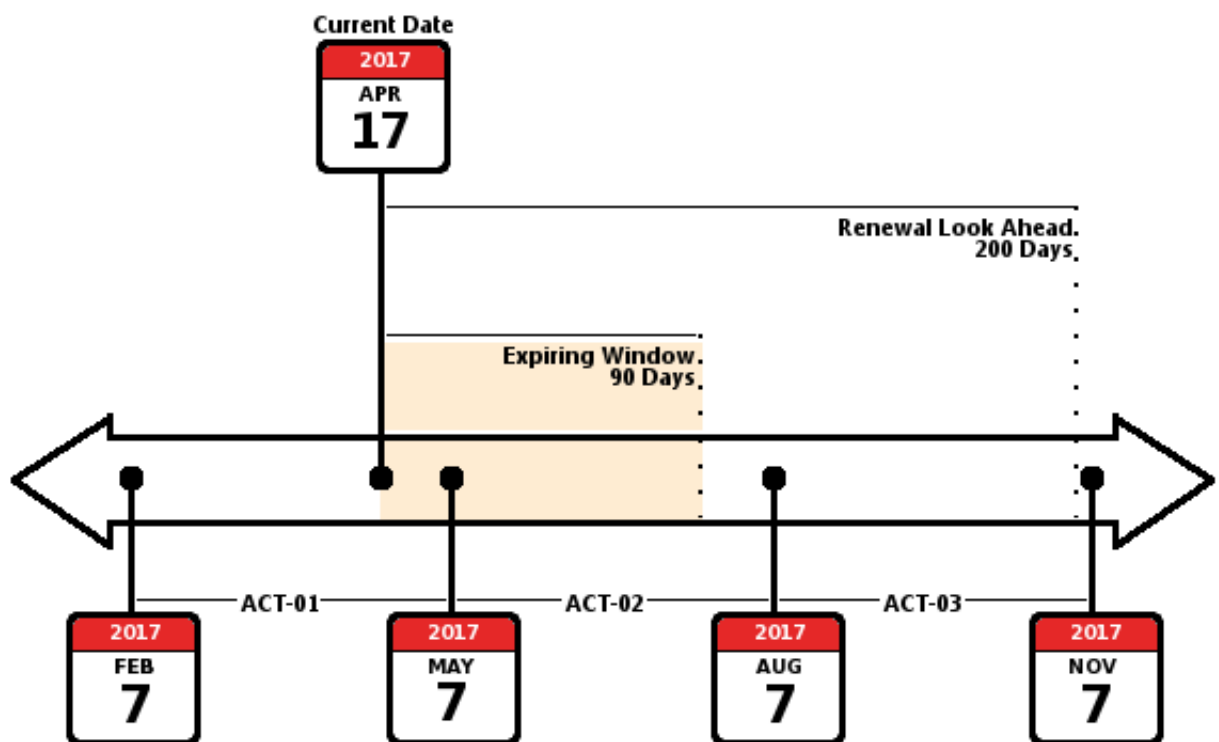 Current Date
2017
APR
17
Renewal Look Ahead
200 Days
Expiring Window
90 Days
ACT-01
ACT-02
ACT-03
2017
FEB
7
2017
MAY
7
2017
AUG
7
2017
NOV
7